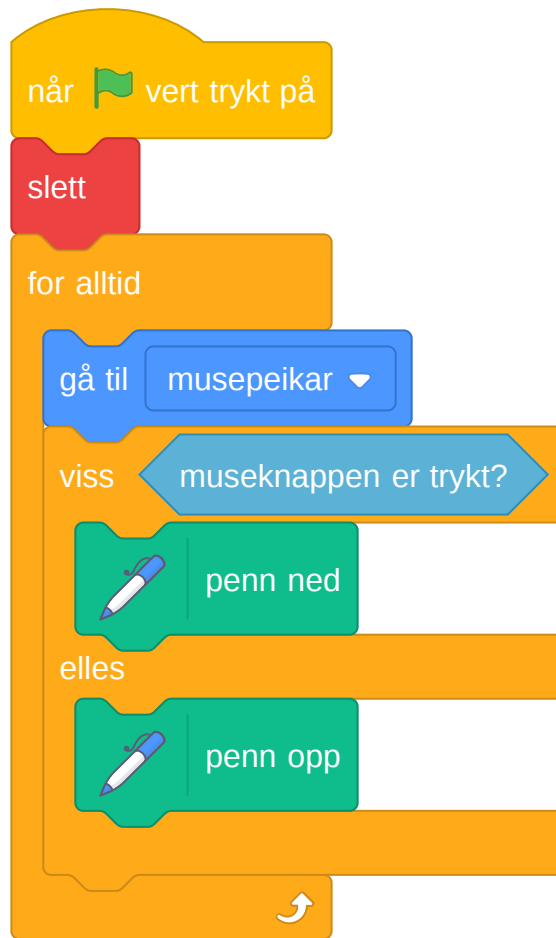 når vert trykt på
slett
for alltid
gå til musepeikar
viss museknappen er trykt?
penn ned
elles
penn opp